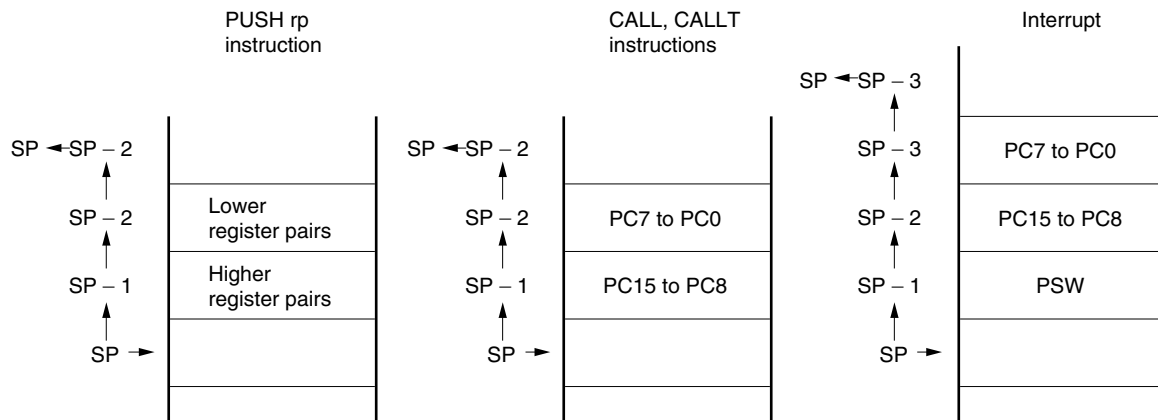 PUSH rp
instruction
SP SP – 2
SP – 2
Lower
register pairs
SP – 1
Higher
register pairs
SP
CALL, CALLT
instructions
SP SP – 2
SP – 2
PC7 to PC0
SP – 1
PC15 to PC8
SP
Interrupt
SP SP – 3
SP – 3
PC7 to PC0
SP – 2
PC15 to PC8
SP – 1
PSW
SP